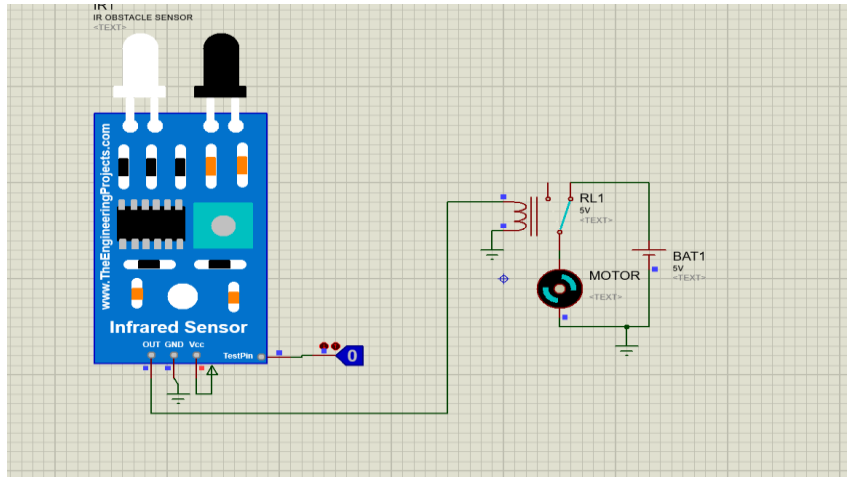 IR1
IR OBSTACLE SENSOR
<TEXT>
www.TheEngineeringProjects.com
Infrared Sensor
OUT GND Vcc
TestPin
0
RL1
5V
<TEXT>
BAT1
5V
<TEXT>
MOTOR
<TEXT>